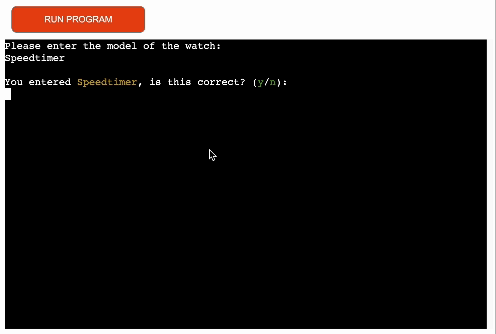 RUN PROGRAM
Please enter the model of the watch:
Speedtimer
You entered Speedtimer, is this correct? (y/n):